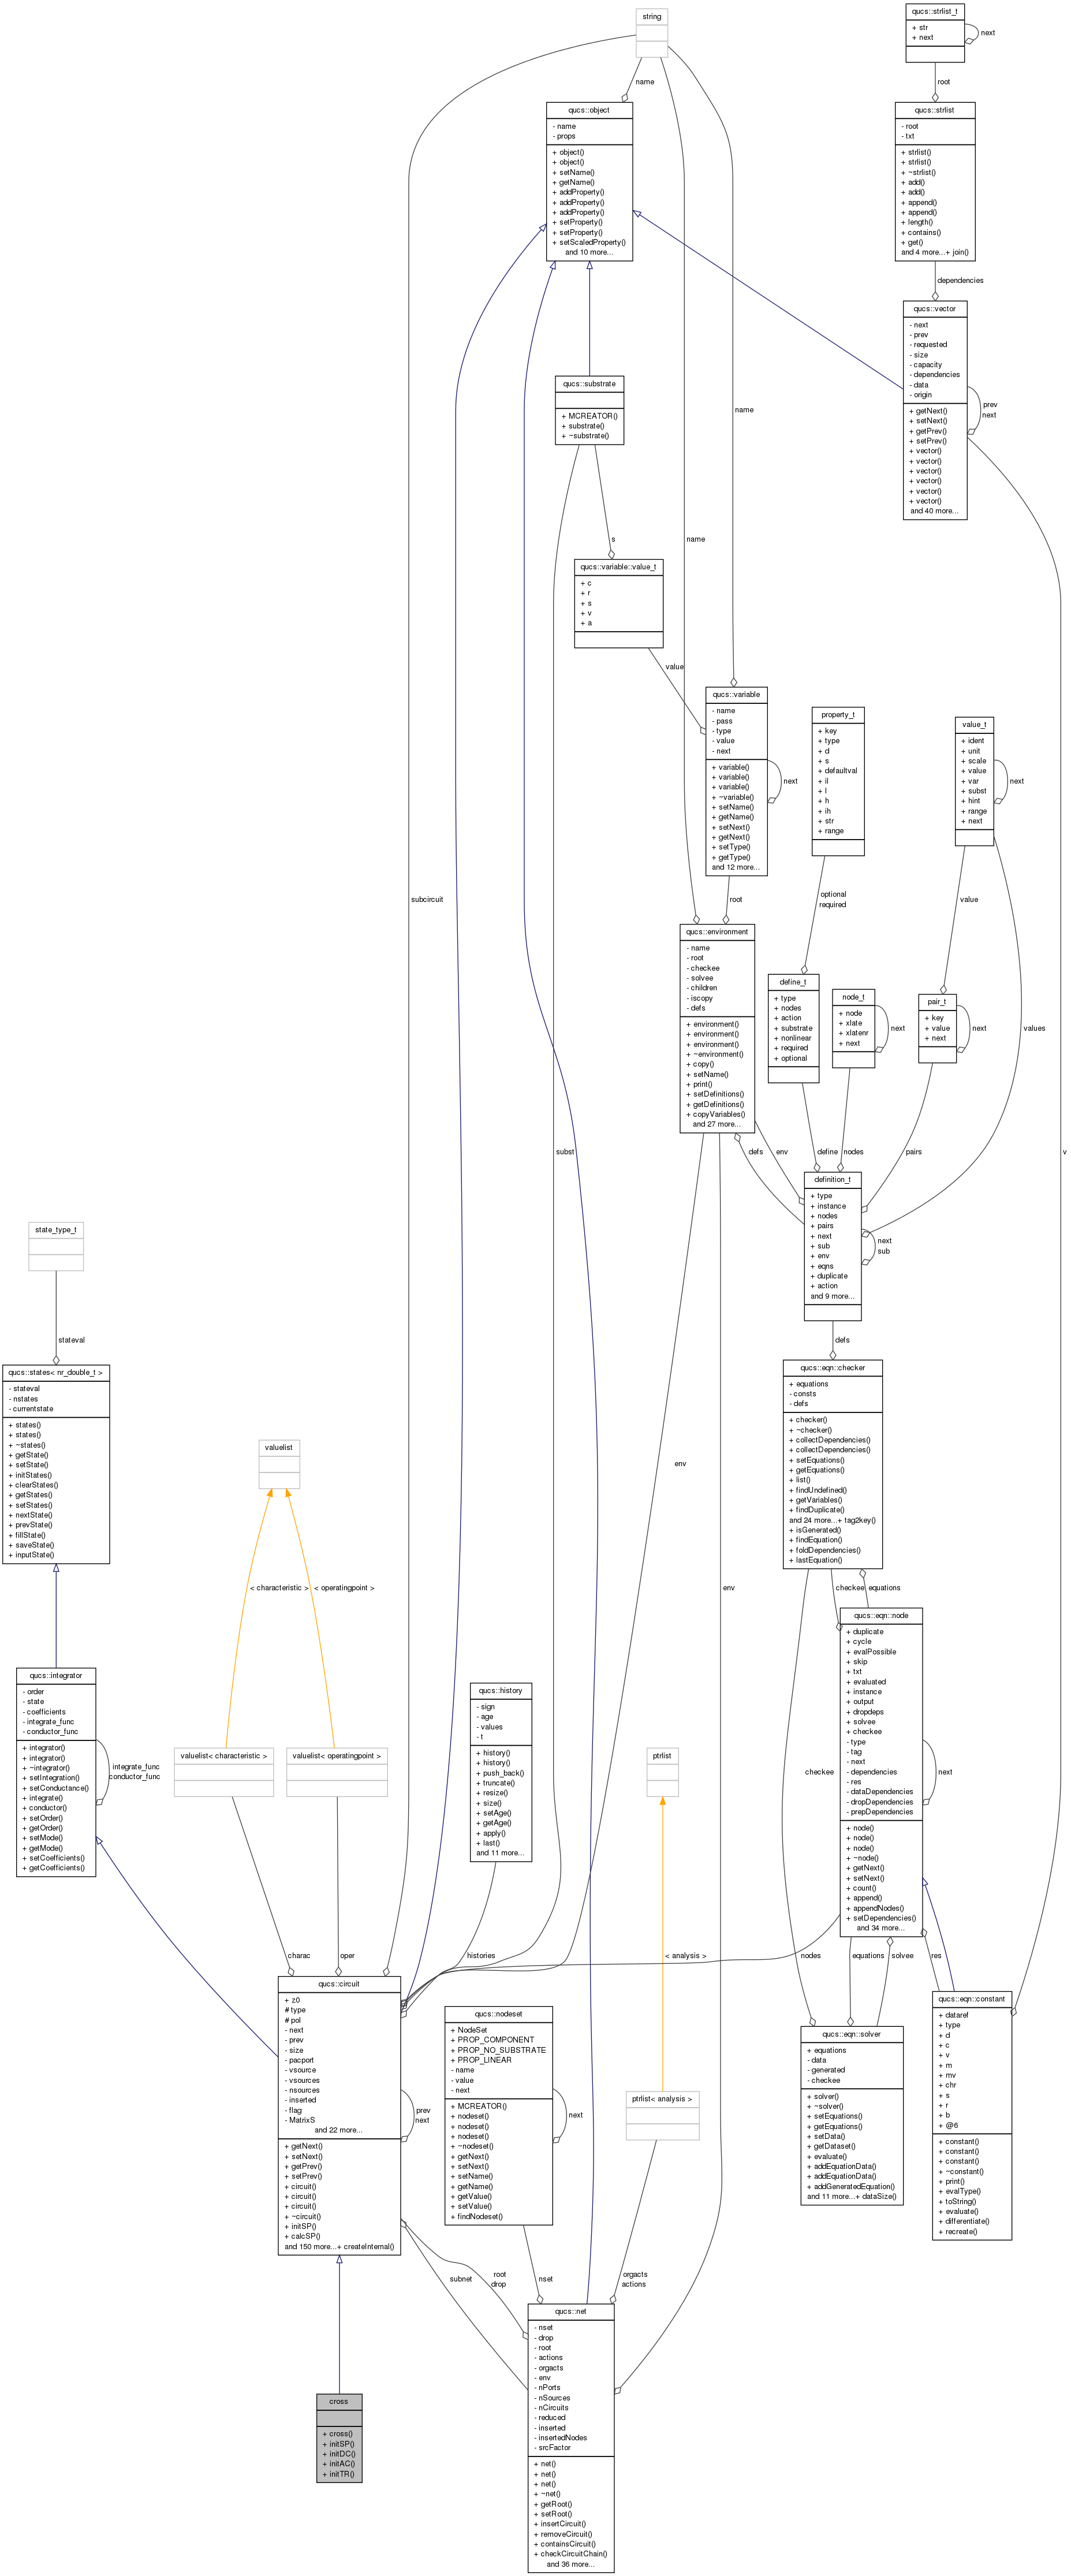 string
name
qucs::strlist_t
+ str
+ next
next
root
qucs::object
- name
- props
+ object()
+ object()
+ setName()
+ getName()
+ addProperty()
+ addProperty()
+ addProperty()
+ setProperty()
+ setProperty()
+ setScaledProperty()
and 10 more...
qucs::strlist
- root
- txt
+ strlist()
+ strlist()
+ ~strlist()
+ add()
+ add()
+ append()
+ append()
+ length()
+ contains()
+ get()
and 4 more...+ join()
dependencies
qucs::vector
- next
- prev
- requested
- size
- capacity
- dependencies
- data
- origin
+ getNext()
+ setNext()
+ getPrev()
+ setPrev()
+ vector()
+ vector()
+ vector()
+ vector()
+ vector()
+ vector()
and 40 more...
prev
next
qucs::substrate
+ MCREATOR()
+ substrate()
+ ~substrate()
name
name
s
qucs::variable::value_t
+ c
+ r
+ s
+ v
+ a
value
qucs::variable
- name
- pass
- type
- value
- next
+ variable()
+ variable()
+ variable()
+ ~variable()
+ setName()
+ getName()
+ setNext()
+ getNext()
+ setType()
+ getType()
and 12 more...
next
property_t
+ key
+ type
+ d
+ s
+ defaultval
+ il
+ l
+ h
+ ih
+ str
+ range
value_t
+ ident
+ unit
+ scale
+ value
+ var
+ subst
+ hint
+ range
+ next
next
subcircuit
root
optional
required
value
qucs::environment
- name
- root
- checkee
- solvee
- children
- iscopy
- defs
+ environment()
+ environment()
+ environment()
+ ~environment()
+ copy()
+ setName()
+ print()
+ setDefinitions()
+ getDefinitions()
+ copyVariables()
and 27 more...
define_t
+ type
+ nodes
+ action
+ substrate
+ nonlinear
+ required
+ optional
node_t
+ node
+ xlate
+ xlatenr
+ next
next
pair_t
+ key
+ value
+ next
next
values
subst
defs
env
define
nodes
pairs
v
definition_t
+ type
+ instance
+ nodes
+ pairs
+ next
+ sub
+ env
+ eqns
+ duplicate
+ action
and 9 more...
next
sub
state_type_t
stateval
defs
qucs::states< nr_double_t >
- stateval
- nstates
- currentstate
+ states()
+ states()
+ ~states()
+ getState()
+ setState()
+ initStates()
+ clearStates()
+ getStates()
+ setStates()
+ nextState()
+ prevState()
+ fillState()
+ saveState()
+ inputState()
qucs::eqn::checker
+ equations
- consts
- defs
+ checker()
+ ~checker()
+ collectDependencies()
+ collectDependencies()
+ setEquations()
+ getEquations()
+ list()
+ findUndefined()
+ getVariables()
+ findDuplicate()
and 24 more...+ tag2key()
+ isGenerated()
+ findEquation()
+ foldDependencies()
+ lastEquation()
valuelist
env
< characteristic >
< operatingpoint >
env
checkee
equations
qucs::eqn::node
+ duplicate
+ cycle
+ evalPossible
+ skip
+ txt
+ evaluated
+ instance
+ output
+ dropdeps
+ solvee
+ checkee
- type
- tag
- next
- dependencies
- res
- dataDependencies
- dropDependencies
- prepDependencies
+ node()
+ node()
+ node()
+ ~node()
+ getNext()
+ setNext()
+ count()
+ append()
+ appendNodes()
+ setDependencies()
and 34 more...
next
qucs::integrator
- order
- state
- coefficients
- integrate_func
- conductor_func
+ integrator()
+ integrator()
+ ~integrator()
+ setIntegration()
+ setConductance()
+ integrate()
+ conductor()
+ setOrder()
+ getOrder()
+ setMode()
+ getMode()
+ setCoefficients()
+ getCoefficients()
integrate_func
conductor_func
valuelist< characteristic >
valuelist< operatingpoint >
qucs::history
- sign
- age
- values
- t
+ history()
+ history()
+ push_back()
+ truncate()
+ resize()
+ size()
+ setAge()
+ getAge()
+ apply()
+ last()
and 11 more...
ptrlist
checkee
charac
oper
histories
< analysis >
nodes
equations
solvee
res
qucs::circuit
+ z0
# type
# pol
- next
- prev
- size
- pacport
- vsource
- vsources
- nsources
- inserted
- flag
- MatrixS
and 22 more...
+ getNext()
+ setNext()
+ getPrev()
+ setPrev()
+ circuit()
+ circuit()
+ circuit()
+ ~circuit()
+ initSP()
+ calcSP()
and 150 more...+ createInternal()
prev
next
qucs::nodeset
+ NodeSet
+ PROP_COMPONENT
+ PROP_NO_SUBSTRATE
+ PROP_LINEAR
- name
- value
- next
+ MCREATOR()
+ nodeset()
+ nodeset()
+ nodeset()
+ ~nodeset()
+ getNext()
+ setNext()
+ setName()
+ getName()
+ getValue()
+ setValue()
+ findNodeset()
next
ptrlist< analysis >
qucs::eqn::solver
+ equations
- data
- generated
- checkee
+ solver()
+ ~solver()
+ setEquations()
+ getEquations()
+ setData()
+ getDataset()
+ evaluate()
+ addEquationData()
+ addEquationData()
+ addGeneratedEquation()
and 11 more...+ dataSize()
qucs::eqn::constant
+ dataref
+ type
+ d
+ c
+ v
+ m
+ mv
+ chr
+ s
+ r
+ b
+ @6
+ constant()
+ constant()
+ constant()
+ ~constant()
+ print()
+ evalType()
+ toString()
+ evaluate()
+ differentiate()
+ recreate()
subnet
root
drop
nset
orgacts
actions
qucs::net
- nset
- drop
- root
- actions
- orgacts
- env
- nPorts
- nSources
- nCircuits
- reduced
- inserted
- insertedNodes
- srcFactor
+ net()
+ net()
+ net()
+ ~net()
+ getRoot()
+ setRoot()
+ insertCircuit()
+ removeCircuit()
+ containsCircuit()
+ checkCircuitChain()
and 36 more...
cross
+ cross()
+ initSP()
+ initDC()
+ initAC()
+ initTR()